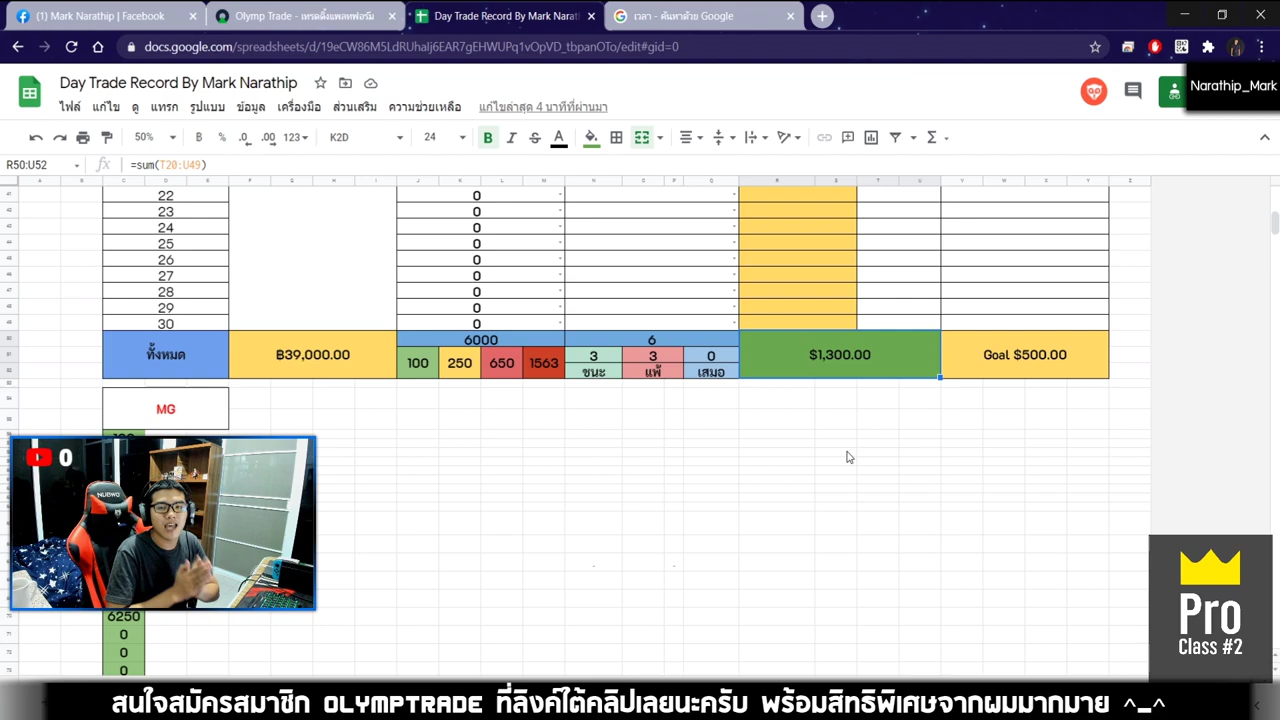 (1) Mark Narathip | Facebook
Olymp Trade - เทรดดิ้งแพลทฟอร์ม
Day Trade Record By Mark Narat
เวลา - ค้นหาด้วย Google
docs.google.com/spreadsheets/d/19eCW86M5LdRUhaIj6EAR7gEHWUPq1vOpVD_tbpanOTo/edit#gid=0
Day Trade Record By Mark Narathip
Narathip_Mark
ไฟล์ แก้ไข ดู แทรก รูปแบบ ข้อมูล เครื่องมือ ส่วนเสริม ความช่วยเหลือ แก้ไขล่าสุด 4 นาทีที่ผ่านมา
50% % .0 .00 123 K2D 24 B I S A
R50:U52 fx =sum(T20:U49)
22 0
23 0
24 0
25 0
26 0
27 0
28 0
29 0
30 0
ทั้งหมด ฿39,000.00 6000 6 $1,300.00 Goal $500.00
100 250 650 1563 3 3 0
ชนะ แพ้ เสมอ
MG
0
NUBWO
6250
0
0
0
Pro
Class #2
สนใจสมัครสมาชิก OLYMPTRADE ที่ลิงค์ใต้คลิปเลยนะครับ พร้อมสิทธิพิเศษจากผมมากมาย ^_^